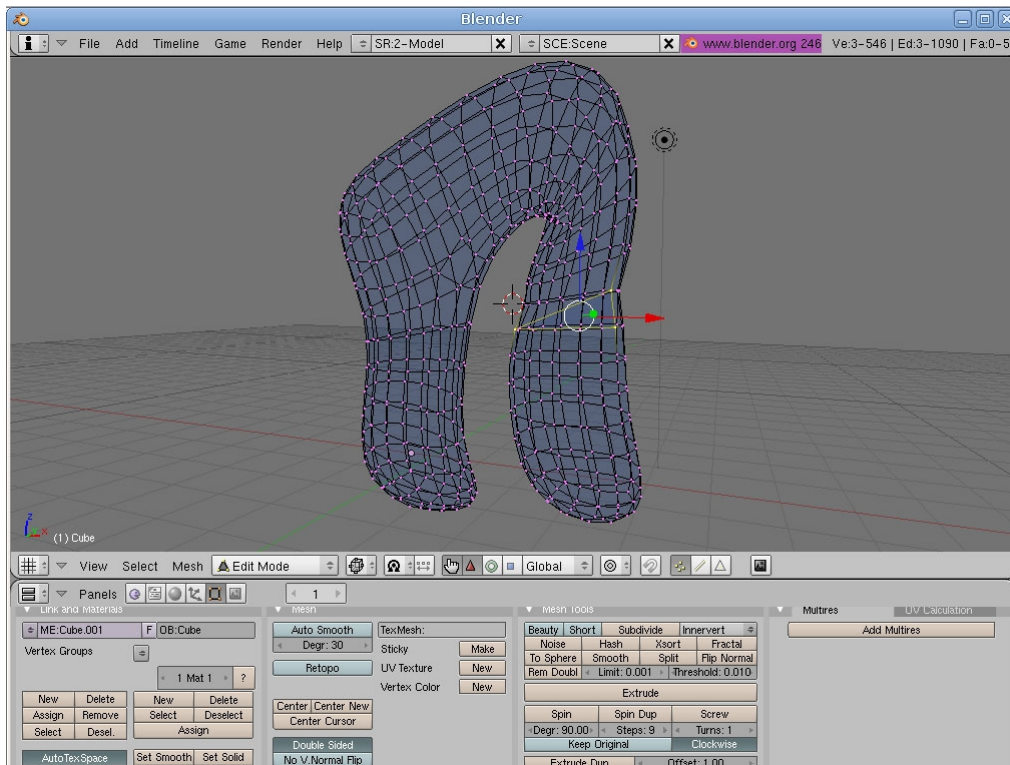 Blender
File Add Timeline Game Render Help SR:2-Model X SCE:Scene X www.blender.org 246 Ve:3-546 | Ed:3-1090 | Fa:0-5
z
x
(1) Cube
View Select Mesh Edit Mode Global
Panels 1
Link and Materials Mesh Mesh Tools Multires UV Calculation
ME:Cube.001 F OB:Cube Auto Smooth TexMesh: Beauty Short Subdivide Innervert Add Multires
Vertex Groups Degr: 30 Sticky Make Noise Hash Xsort Fractal
To Sphere Smooth Split Flip Normal
1 Mat 1 ? Retopo UV Texture New Rem Doubl Limit: 0.001 Threshold: 0.010
Vertex Color New
New Delete New Delete Center Center New Extrude
Assign Remove Select Deselect Center Cursor Spin Spin Dup Screw
Select Desel. Assign Degr: 90.00 Steps: 9 Turns: 1
Double Sided Keep Original Clockwise
AutoTexSpace Set Smooth Set Solid No V.Normal Flip Extrude Dup Offset: 1.00